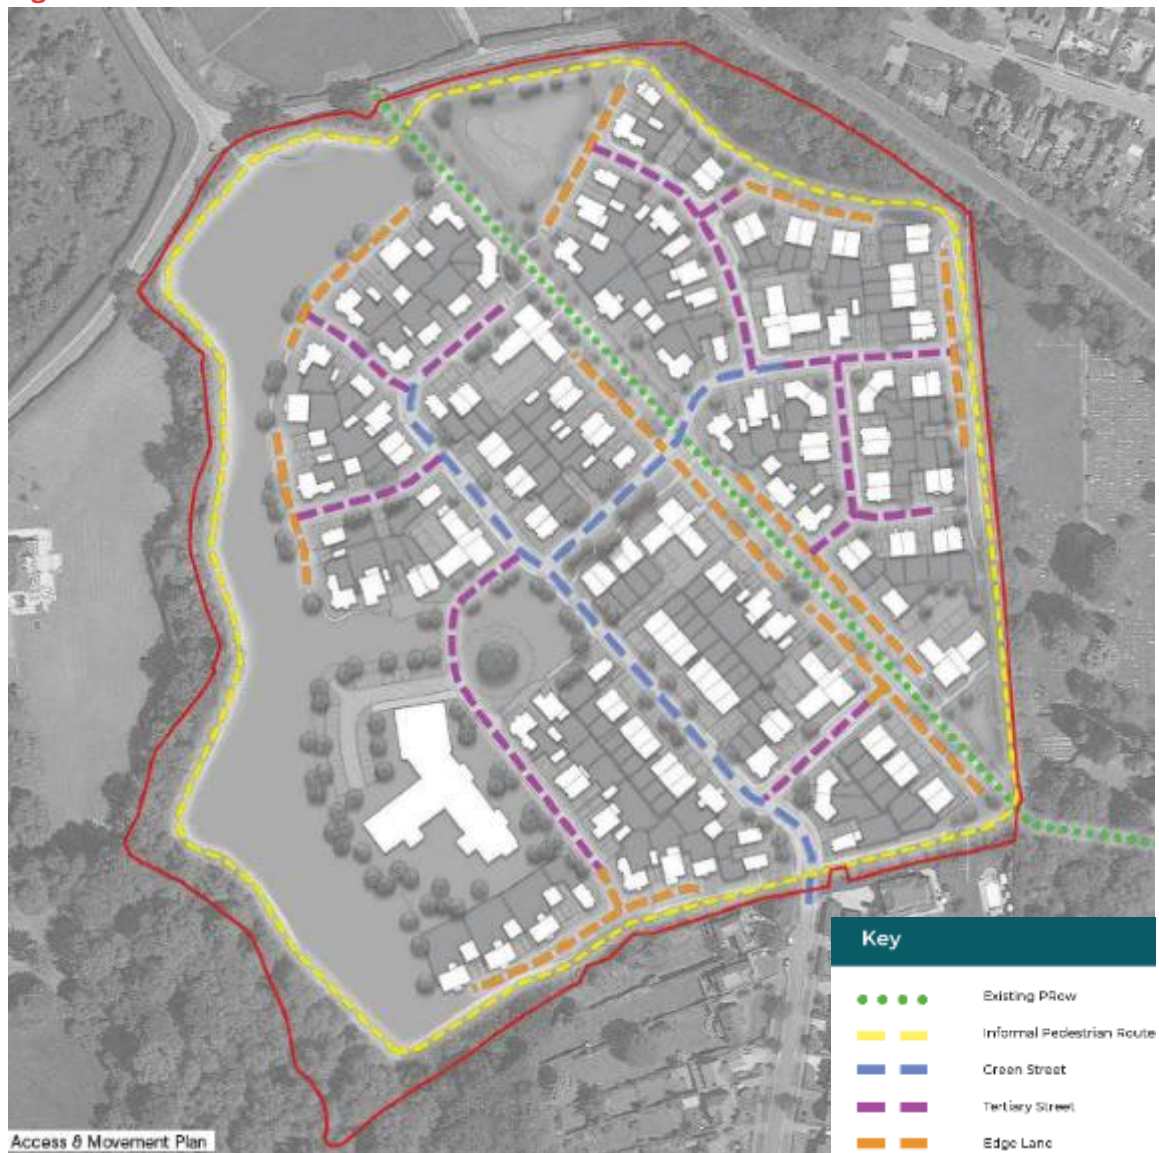 Access & Movement Plan
Key
Existing PRow
Informal Pedestrian Route
Green Street
Tertiary Street
Edge Lane